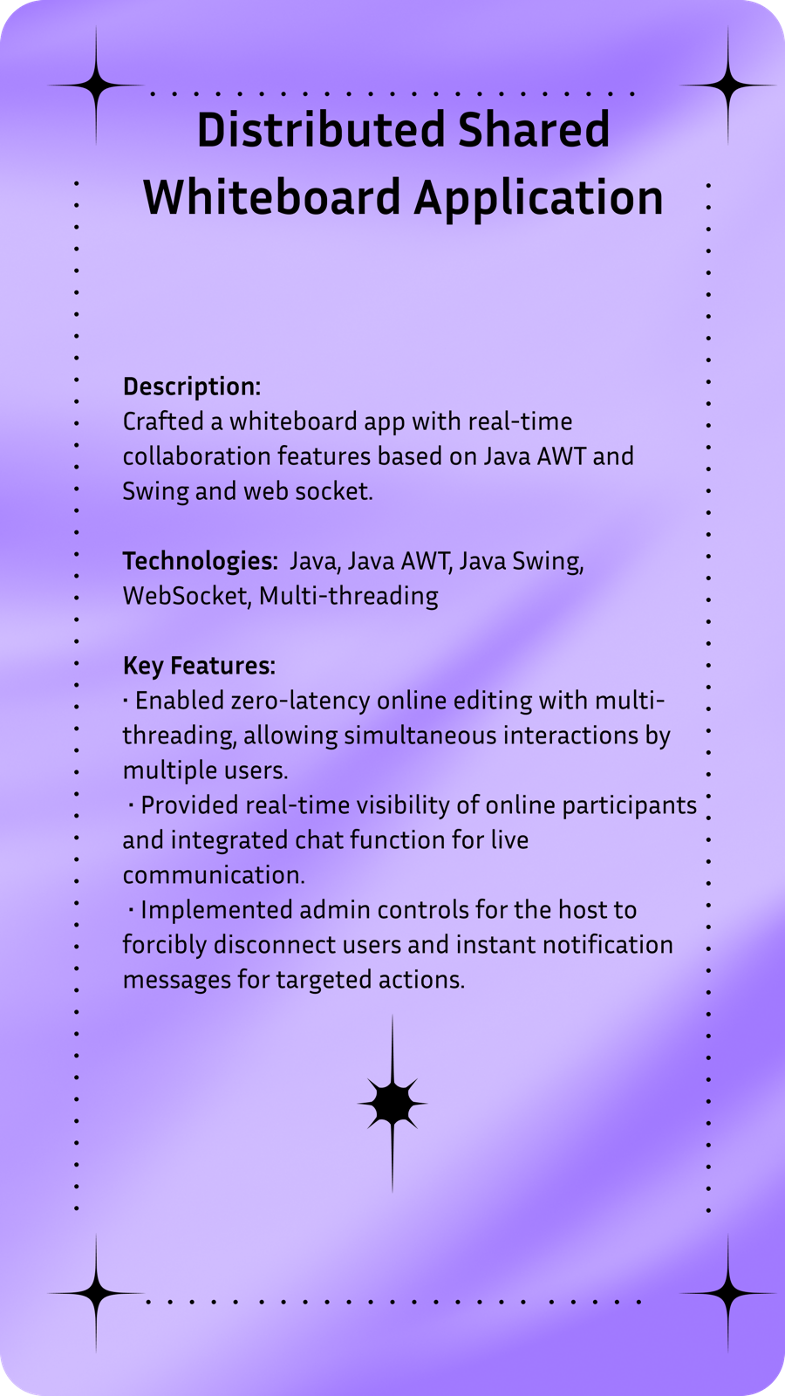 Distributed Shared
Whiteboard Application
Description:
Crafted a whiteboard app with real-time
collaboration features based on Java AWT and
Swing and web socket.
Technologies: Java, Java AWT, Java Swing,
WebSocket, Multi-threading
Key Features:
· Enabled zero-latency online editing with multi-
threading, allowing simultaneous interactions by
multiple users.
· Provided real-time visibility of online participants
and integrated chat function for live
communication.
· Implemented admin controls for the host to
forcibly disconnect users and instant notification
messages for targeted actions.